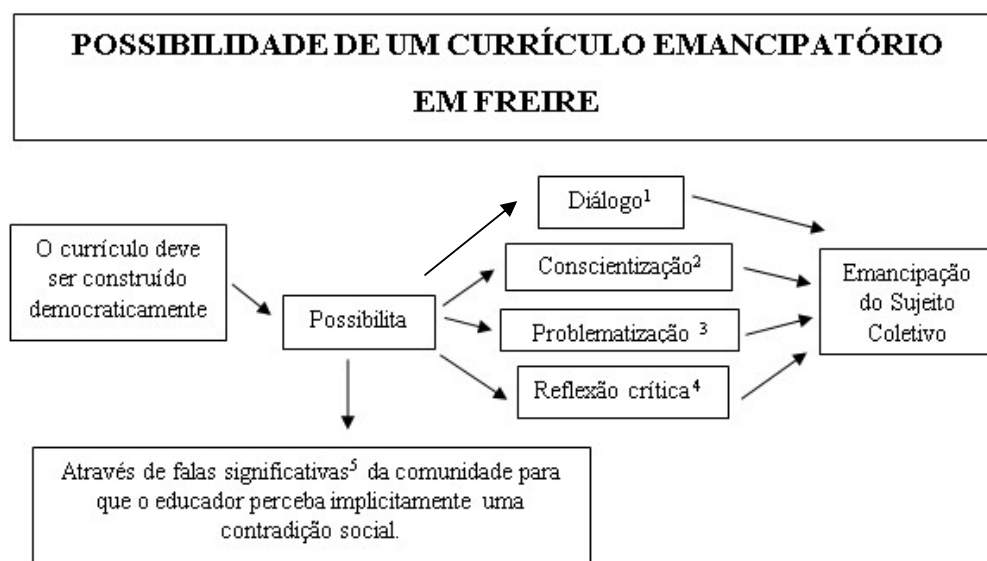 POSSIBILIDADE DE UM CURRÍCULO EMANCIPATÓRIO
EM FREIRE
O currículo deve
ser construído
democraticamente
Possibilita
Diálogo¹
Conscientização²
Problematização ³
Reflexão crítica⁴
Emancipação
do Sujeito
Coletivo
Através de falas significativas⁵ da comunidade para
que o educador perceba implicitamente uma
contradição social.